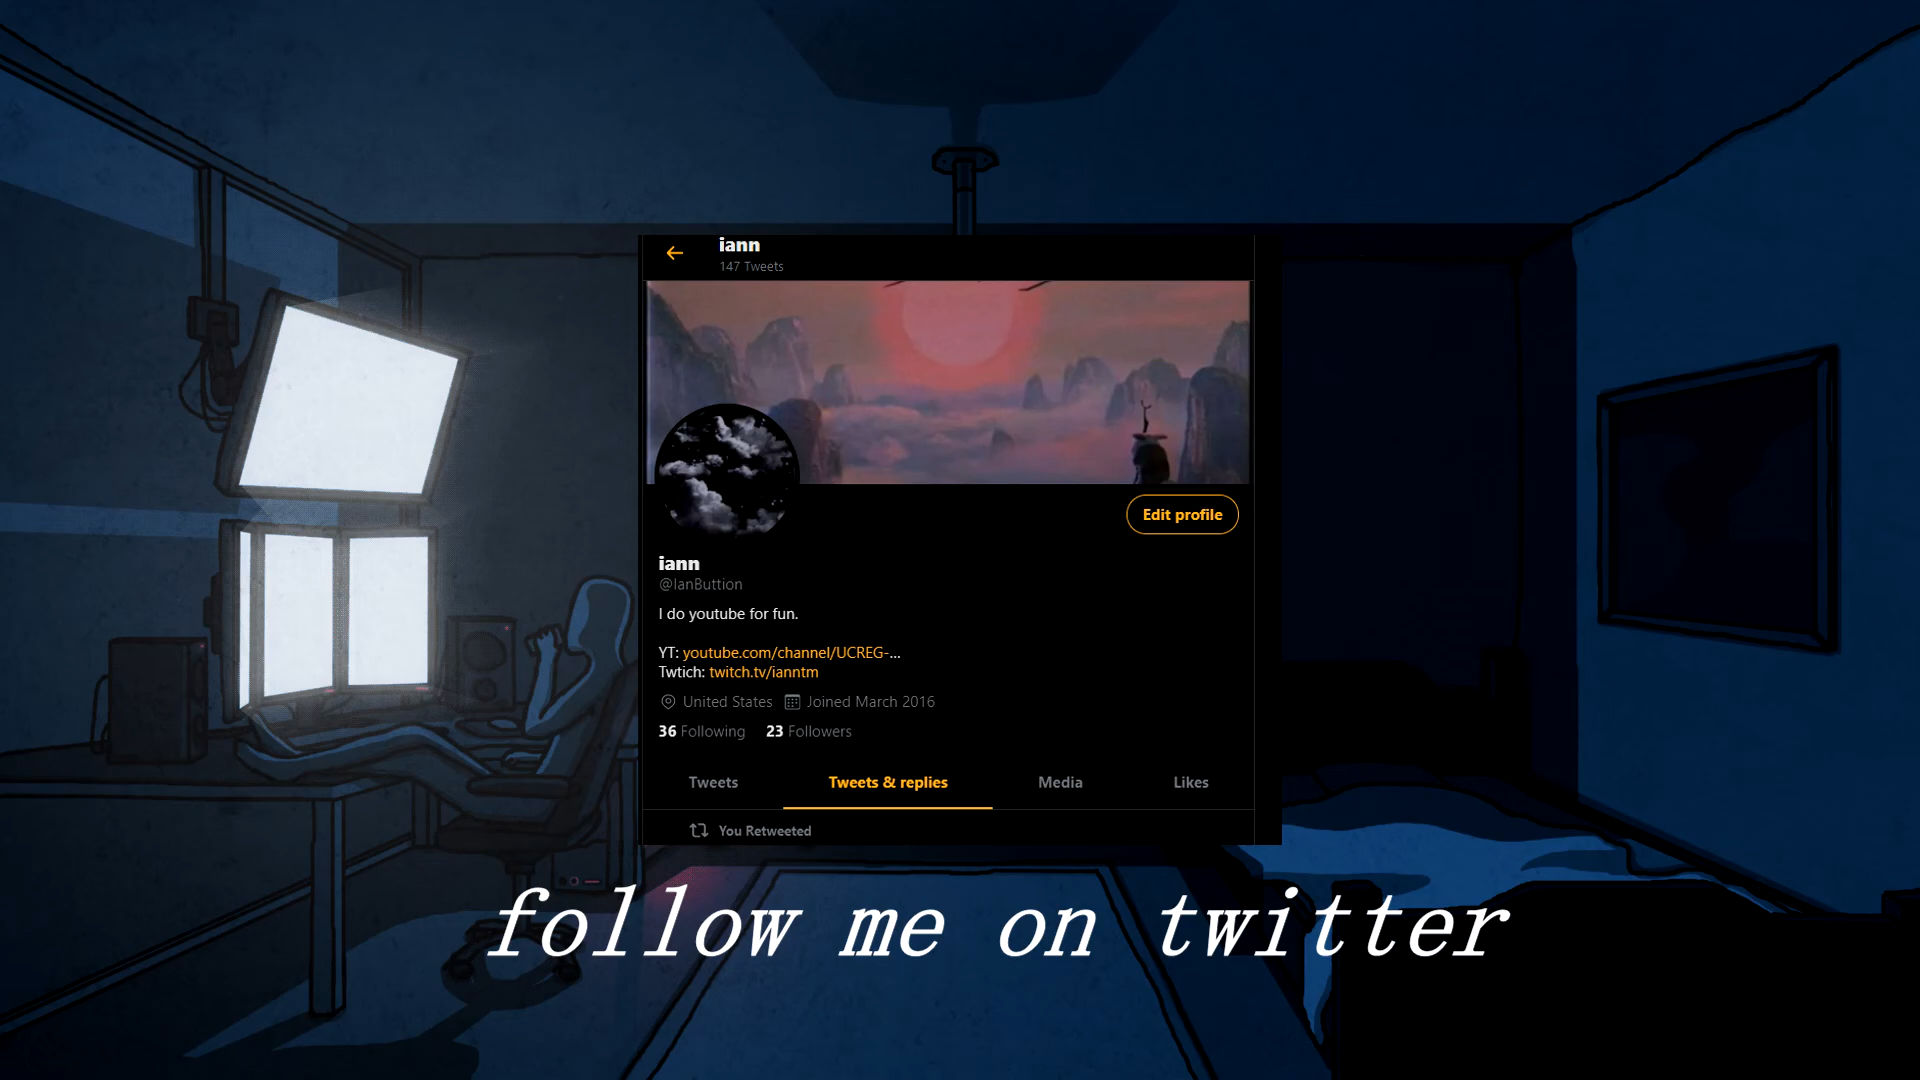 iann
147 Tweets
Edit profile
iann
@IanButtion
I do youtube for fun.
YT: youtube.com/channel/UCREG-...
Twtich: twitch.tv/ianntm
United States Joined March 2016
36 Following 23 Followers
Tweets Tweets & replies Media Likes
You Retweeted
follow me on twitter